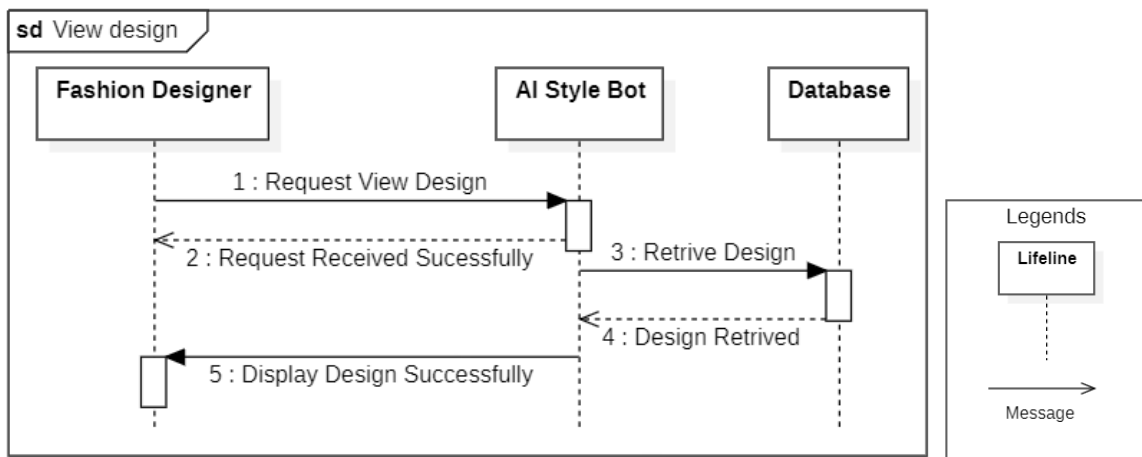 sd View design
Fashion Designer
AI Style Bot
Database
1 : Request View Design
2 : Request Received Sucessfully
3 : Retrive Design
4 : Design Retrived
5 : Display Design Successfully
Legends
Lifeline
Message